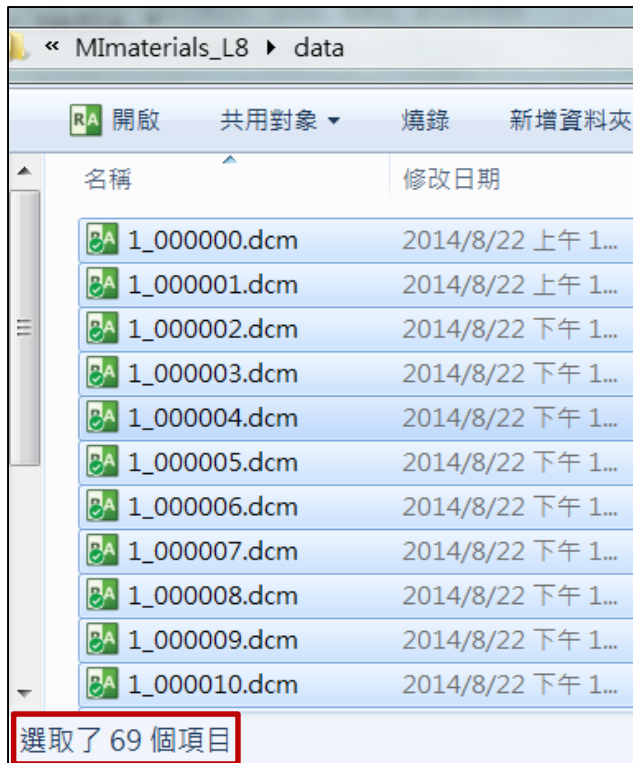 « MImaterials_L8 ▸ data
RA 開啟 共用對象 ▼ 燒錄 新增資料夾
名稱 修改日期
1_000000.dcm 2014/8/22 上午 1...
1_000001.dcm 2014/8/22 上午 1...
1_000002.dcm 2014/8/22 下午 1...
1_000003.dcm 2014/8/22 下午 1...
1_000004.dcm 2014/8/22 下午 1...
1_000005.dcm 2014/8/22 下午 1...
1_000006.dcm 2014/8/22 下午 1...
1_000007.dcm 2014/8/22 下午 1...
1_000008.dcm 2014/8/22 下午 1...
1_000009.dcm 2014/8/22 下午 1...
1_000010.dcm 2014/8/22 下午 1...
選取了 69 個項目